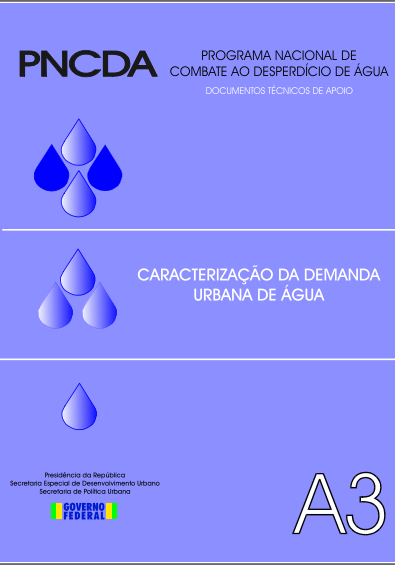 PNCDA
PROGRAMA NACIONAL DE
COMBATE AO DESPERDÍCIO DE ÁGUA
DOCUMENTOS TÉCNICOS DE APOIO
CARACTERIZAÇÃO DA DEMANDA
URBANA DE ÁGUA
Presidência da República
Secretaria Especial de Desenvolvimento Urbano
Secretaria de Política Urbana
GOVERNO
FEDERAL
A3